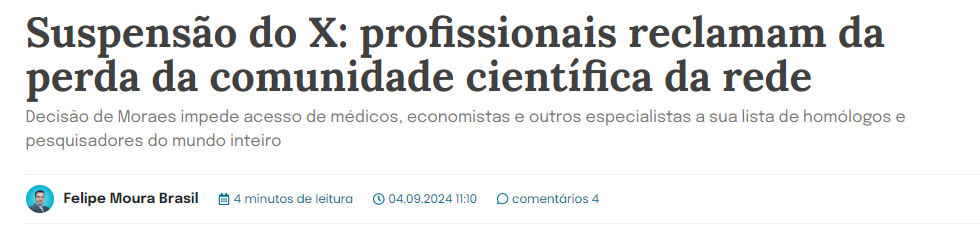 Suspensão do X: profissionais reclamam da
perda da comunidade científica da rede
Decisão de Moraes impede acesso de médicos, economistas e outros especialistas a sua lista de homólogos e
pesquisadores do mundo inteiro
Felipe Moura Brasil 4 minutos de leitura 04.09.2024 11:10 comentários 4